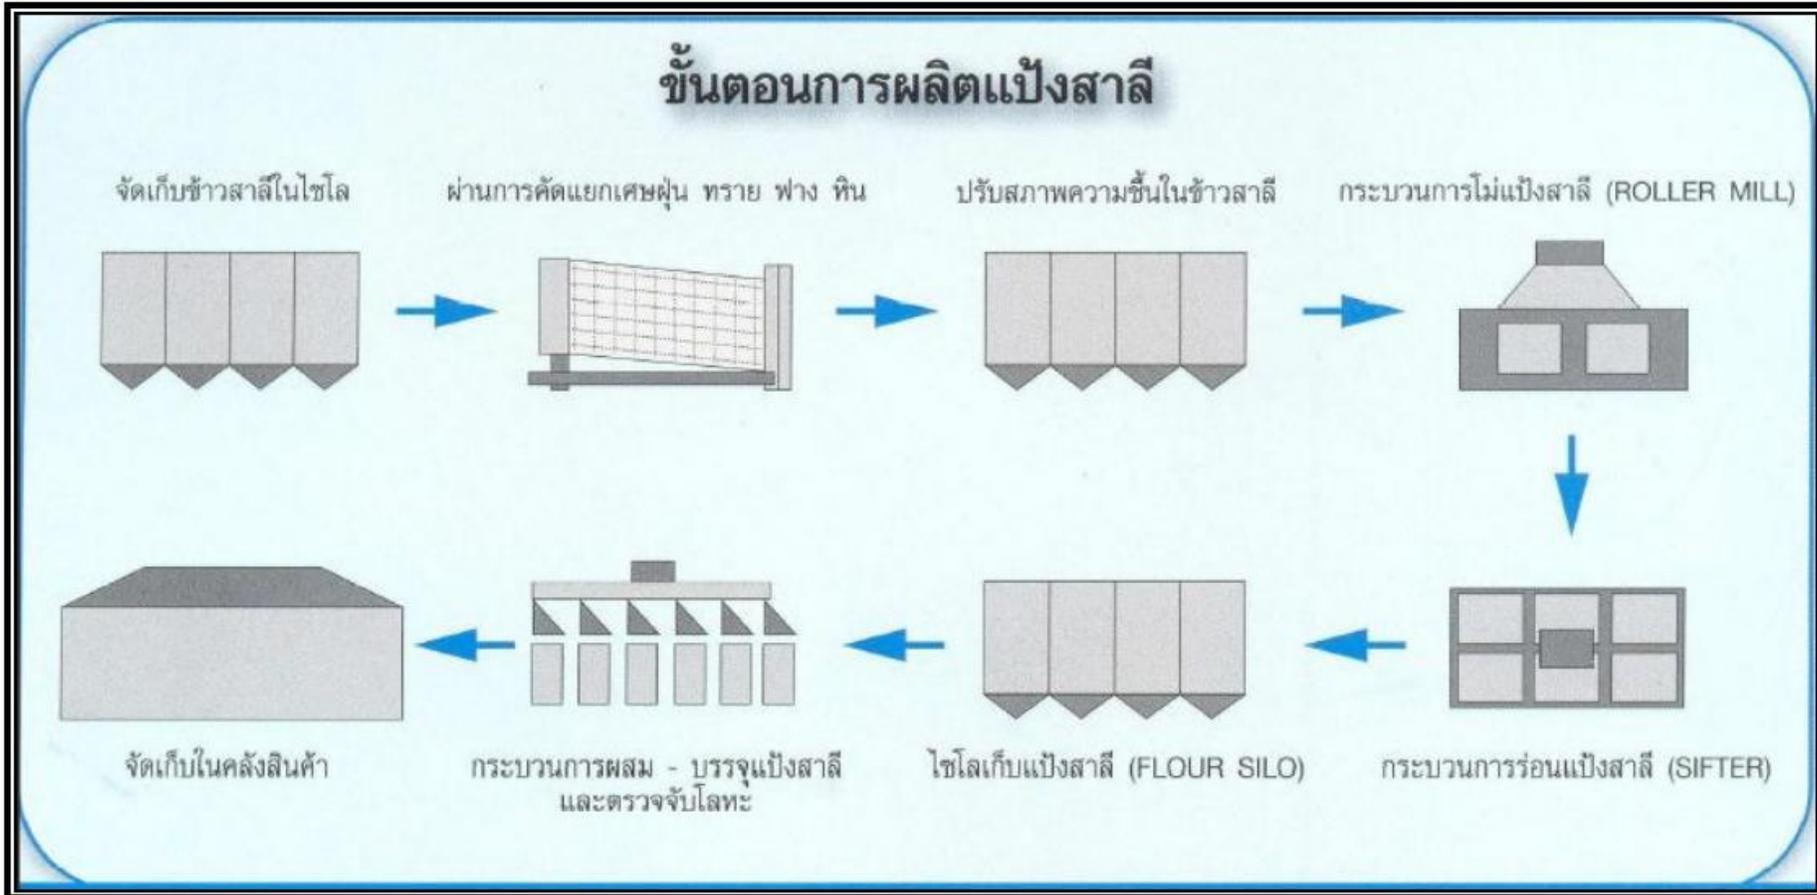 ขั้นตอนการผลิตแป้งสาลี
จัดเก็บข้าวสาลีในไซโล
ผ่านการคัดแยกเศษฝุ่น ทราย ฟาง หิน
ปรับสภาพความชื้นในข้าวสาลี
กระบวนการโม่แป้งสาลี (ROLLER MILL)
จัดเก็บในคลังสินค้า
กระบวนการผสม - บรรจุแป้งสาลี
และตรวจจับโลหะ
ไซโลเก็บแป้งสาลี (FLOUR SILO)
กระบวนการร่อนแป้งสาลี (SIFTER)